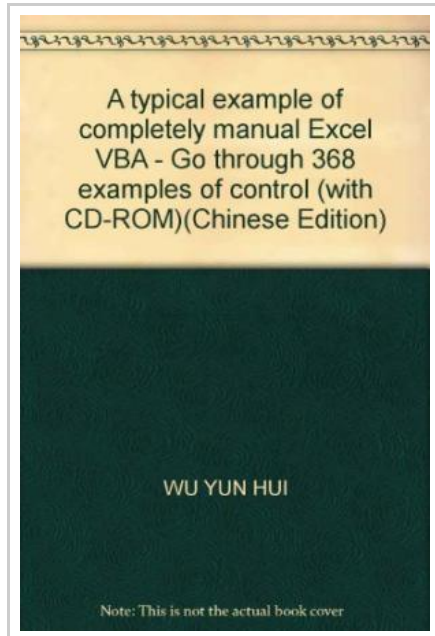 A typical example of
completely manual Excel
VBA - Go through 368
examples of control (with
CD-ROM)(Chinese Edition)
WU YUN HUI
Note: This is not the actual book cover